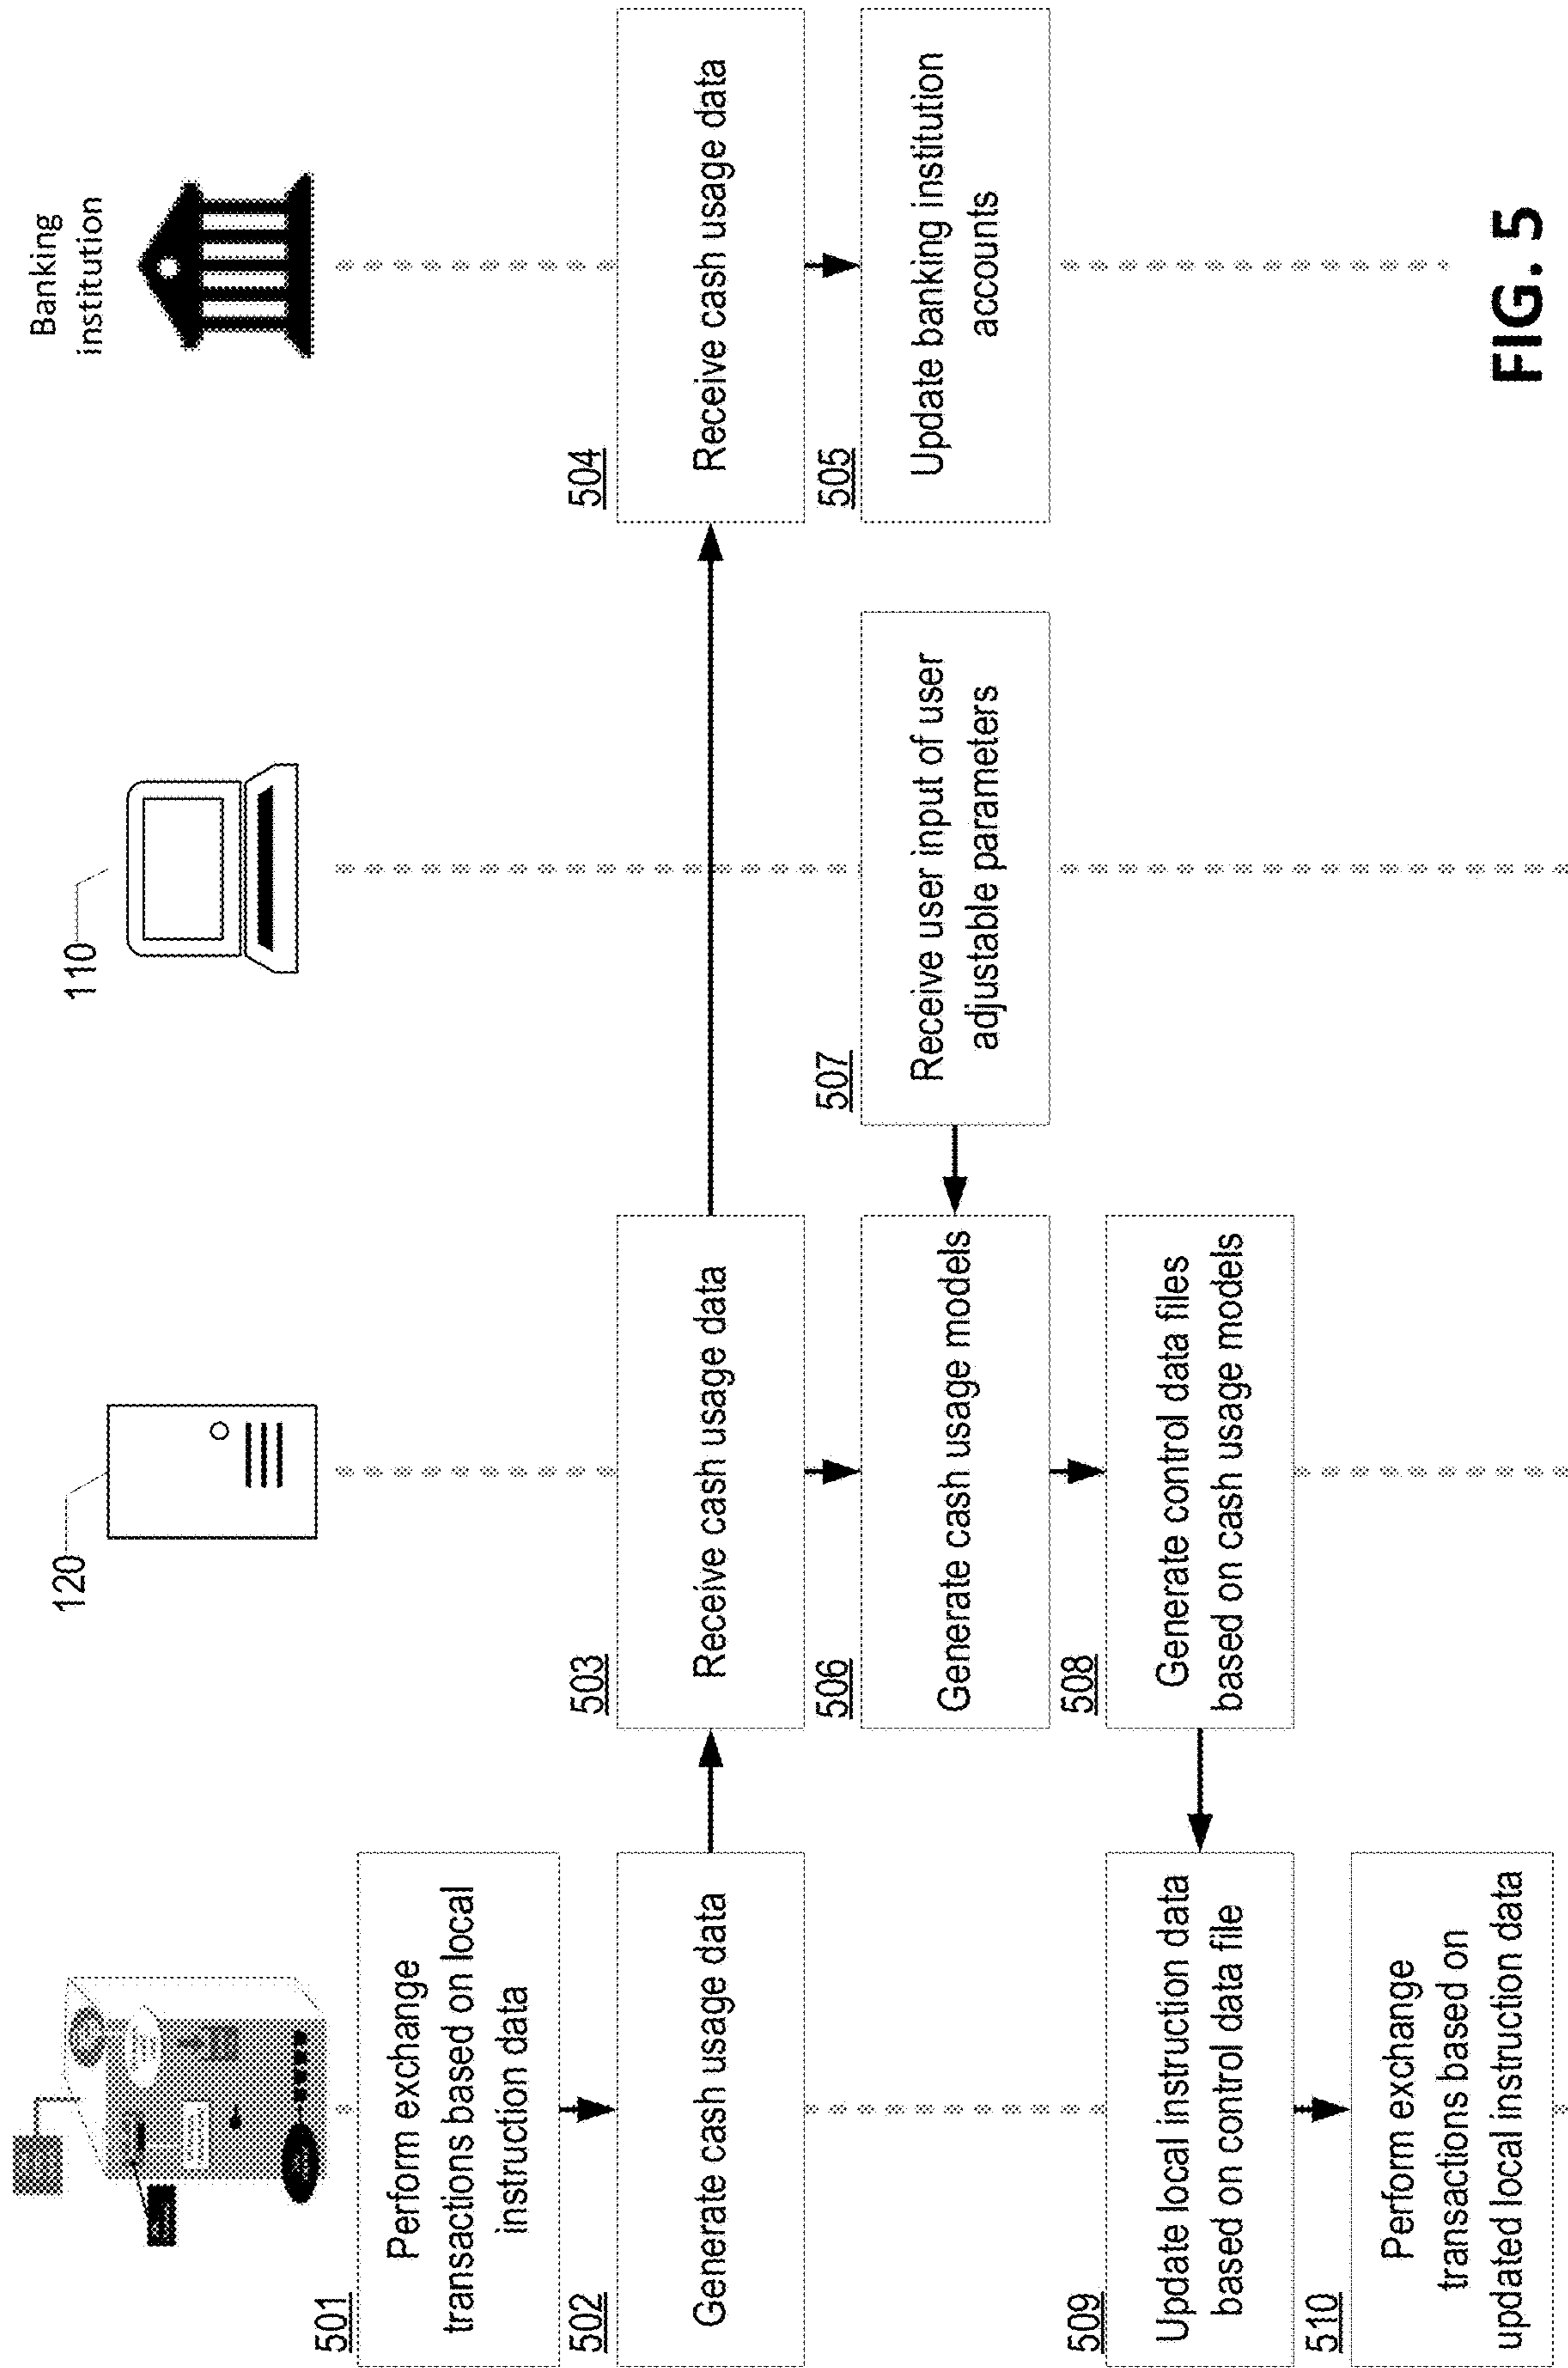 120
110
Banking
institution
501
Perform exchange
transactions based on local
instruction data
502
Generate cash usage data
503
Receive cash usage data
504
Receive cash usage data
505
Update banking institution
accounts
506
Generate cash usage models
507
Receive user input of user
adjustable parameters
508
Generate control data files
based on cash usage models
509
Update local instruction data
based on control data file
510
Perform exchange
transactions based on
updated local instruction data
FIG. 5